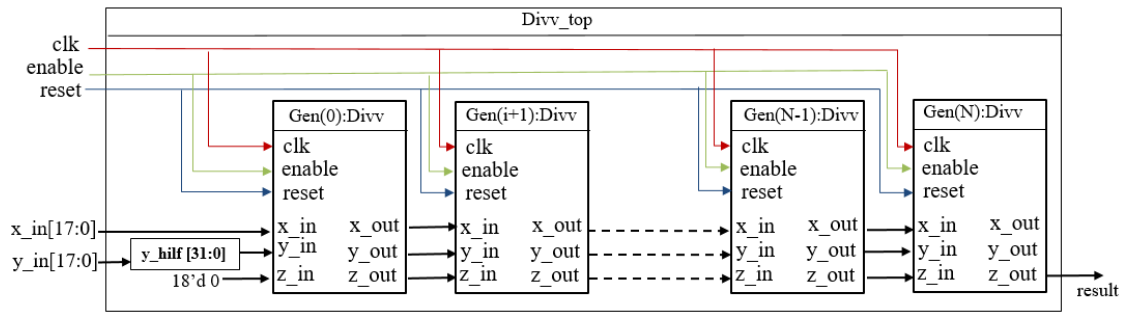 Divv_top
clk
enable
reset
Gen(0):Divv
clk
enable
reset
x_in x_out
y_in y_out
z_in z_out
Gen(i+1):Divv
clk
enable
reset
x_in x_out
y_in y_out
z_in z_out
Gen(N-1):Divv
clk
enable
reset
x_in x_out
y_in y_out
z_in z_out
Gen(N):Divv
clk
enable
reset
x_in x_out
y_in y_out
z_in z_out
x_in[17:0]
y_in[17:0]
y_hilf [31:0]
18’d 0
result